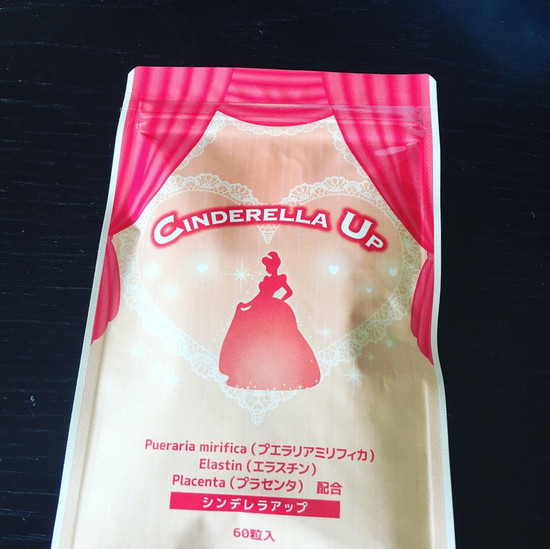 CINDERELLA UP
Pueraria mirifica（プエラリアミリフィカ）
Elastin（エラスチン）
Placenta（プラセンタ） 配合
シンデレラアップ
60粒入